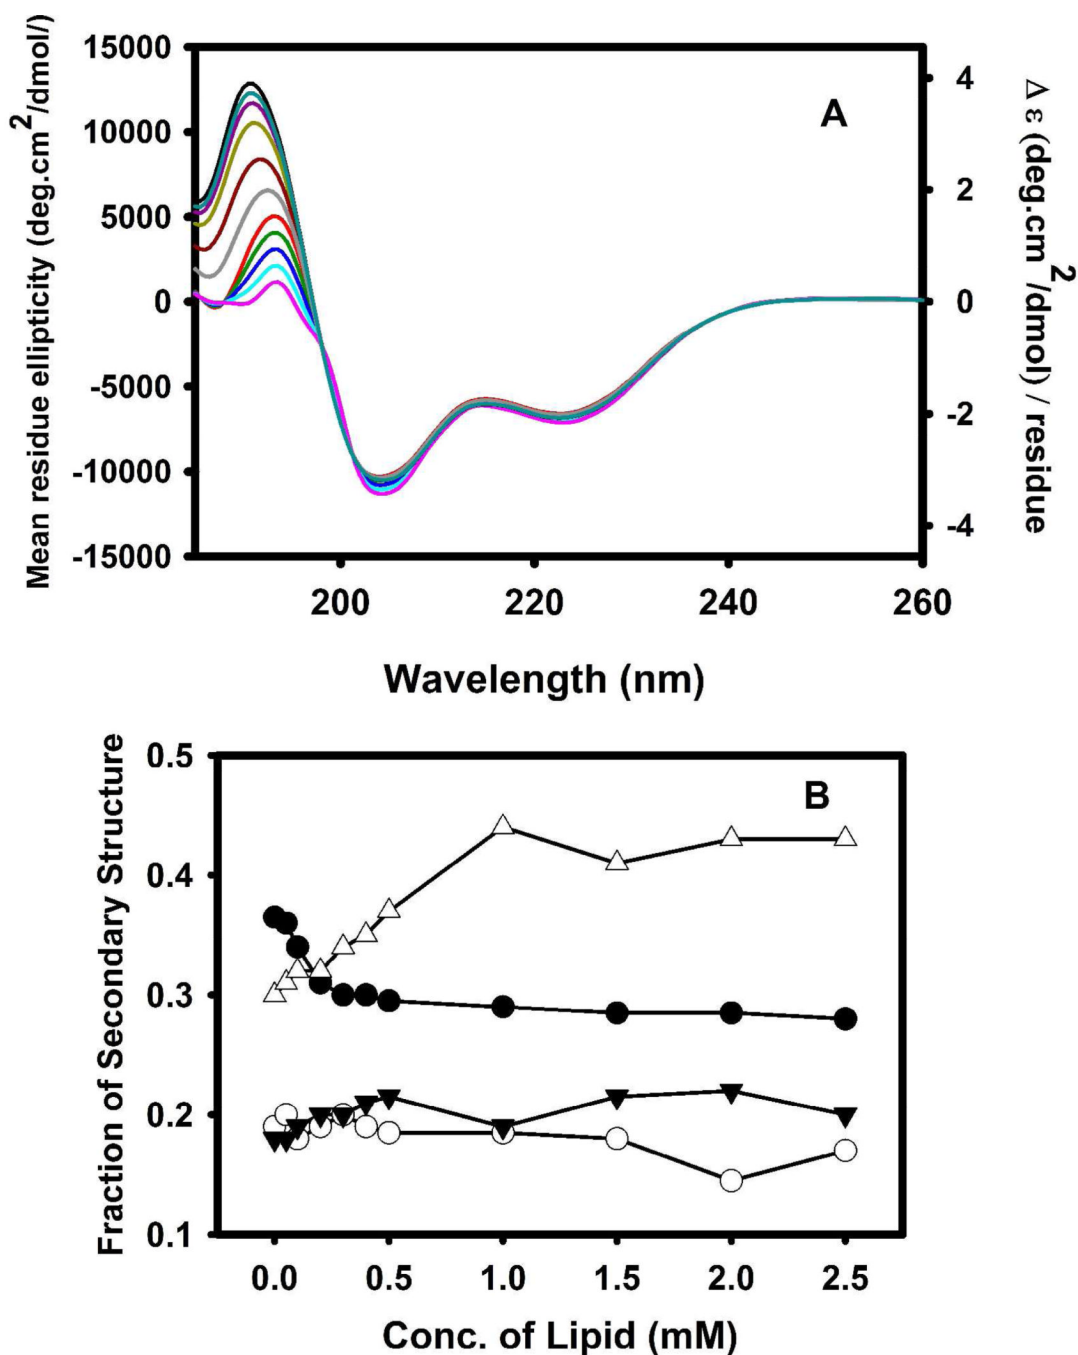 Mean residue ellipticity (deg.cm²/dmol/)
15000
10000
5000
0
-5000
-10000
-15000
A
4
2
0
-2
-4
Δ ε (deg.cm²/dmol) / residue
200 220 240 260
Wavelength (nm)
Fraction of Secondary Structure
0.5
0.4
0.3
0.2
0.1
B
0.0 0.5 1.0 1.5 2.0 2.5
Conc. of Lipid (mM)